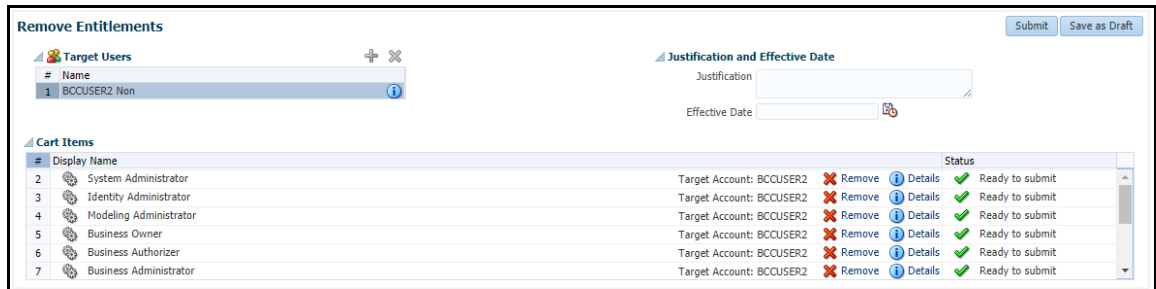 Remove Entitlements
Submit Save as Draft
Target Users
# Name
1 BCCUSER2 Non
Justification and Effective Date
Justification
Effective Date
Cart Items
# Display Name Status
2 System Administrator Target Account: BCCUSER2 Remove Details Ready to submit
3 Identity Administrator Target Account: BCCUSER2 Remove Details Ready to submit
4 Modeling Administrator Target Account: BCCUSER2 Remove Details Ready to submit
5 Business Owner Target Account: BCCUSER2 Remove Details Ready to submit
6 Business Authorizer Target Account: BCCUSER2 Remove Details Ready to submit
7 Business Administrator Target Account: BCCUSER2 Remove Details Ready to submit